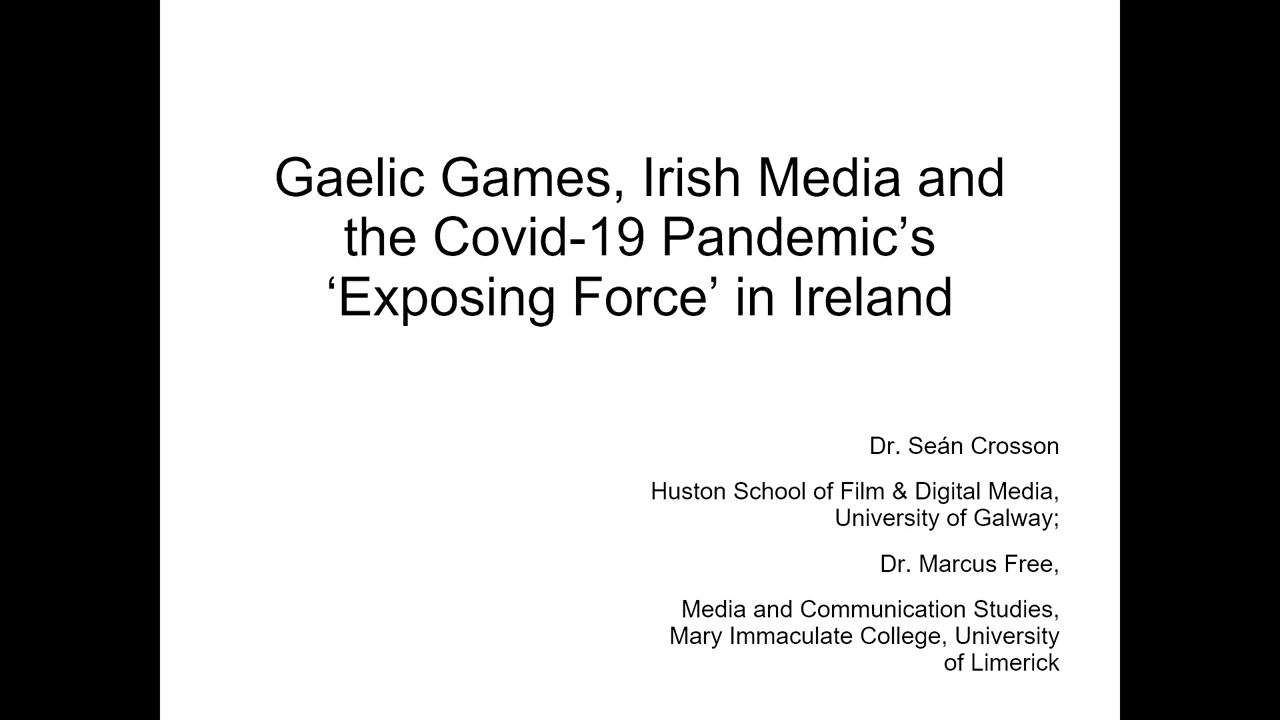 Gaelic Games, Irish Media and
the Covid-19 Pandemic’s
‘Exposing Force’ in Ireland
Dr. Seán Crosson
Huston School of Film & Digital Media,
University of Galway;
Dr. Marcus Free,
Media and Communication Studies,
Mary Immaculate College, University
of Limerick